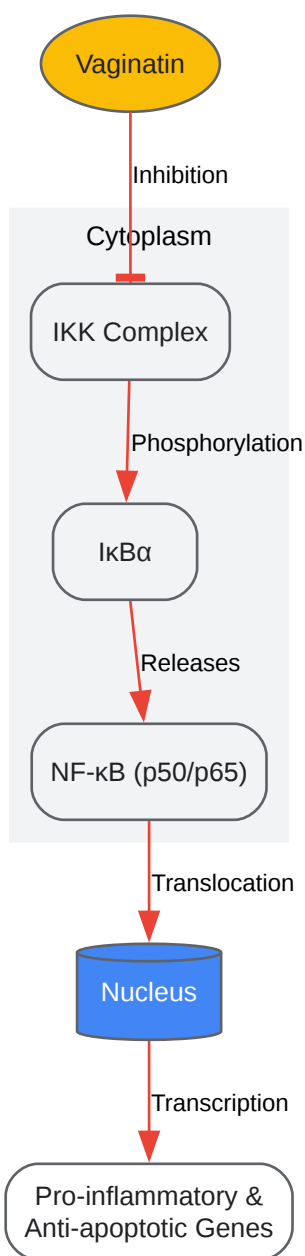 Vaginatin
Inhibition
Cytoplasm
IKK Complex
Phosphorylation
IκBα
Releases
NF-κB (p50/p65)
Translocation
Nucleus
Transcription
Pro-inflammatory &
Anti-apoptotic Genes